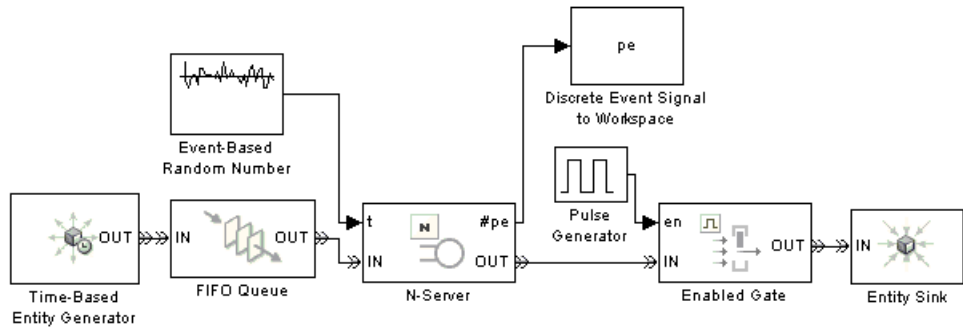 pe
Discrete Event Signal
to Workspace
Event-Based
Random Number
Pulse
Generator
t
N
#pe
IN
OUT
N-Server
OUT
Time-Based
Entity Generator
IN
OUT
FIFO Queue
en
IN
OUT
Enabled Gate
IN
Entity Sink